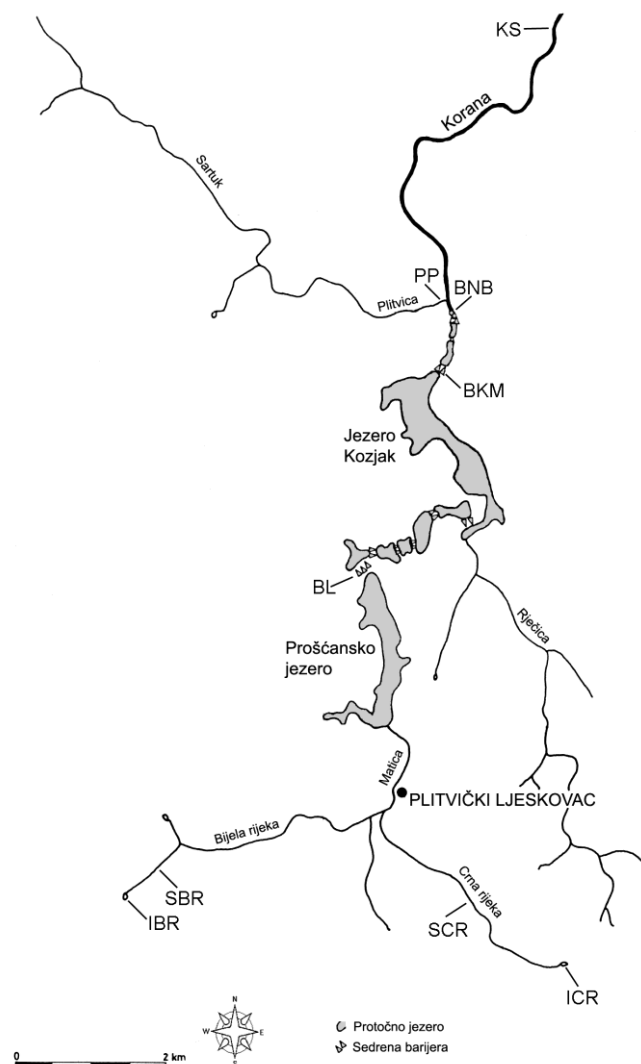 KS
Korana
Sartuk
PP
BNB
Plitvica
BKM
Jezero
Kozjak
BL
Rječica
Prošćansko
jezero
Matica
PLITVIČKI LJESKOVAC
Bijela rijeka
Crna rijeka
SBR
IBR
SCR
ICR
N
W
E
S
0
2 km
Protočno jezero
Sedrena barijera